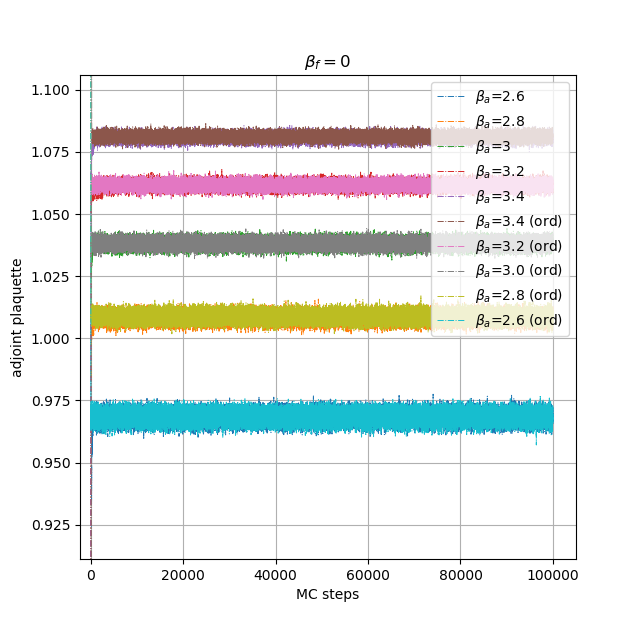 β_f = 0
1.100
1.075
1.050
1.025
1.000
0.975
0.950
0.925
adjoint plaquette
β_a=2.6
β_a=2.8
β_a=3
β_a=3.2
β_a=3.4
β_a=3.4 (ord)
β_a=3.2 (ord)
β_a=3.0 (ord)
β_a=2.8 (ord)
β_a=2.6 (ord)
0 20000 40000 60000 80000 100000
MC steps